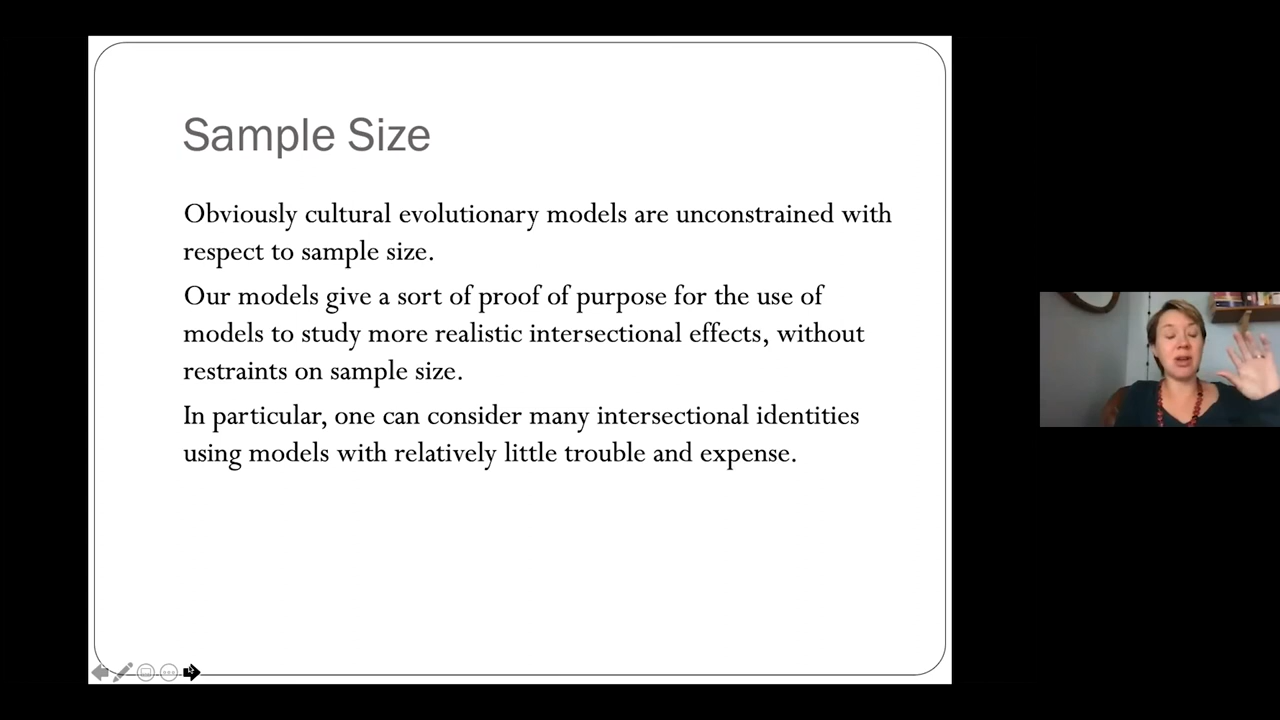 Sample Size
Obviously cultural evolutionary models are unconstrained with
respect to sample size.
Our models give a sort of proof of purpose for the use of
models to study more realistic intersectional effects, without
restraints on sample size.
In particular, one can consider many intersectional identities
using models with relatively little trouble and expense.